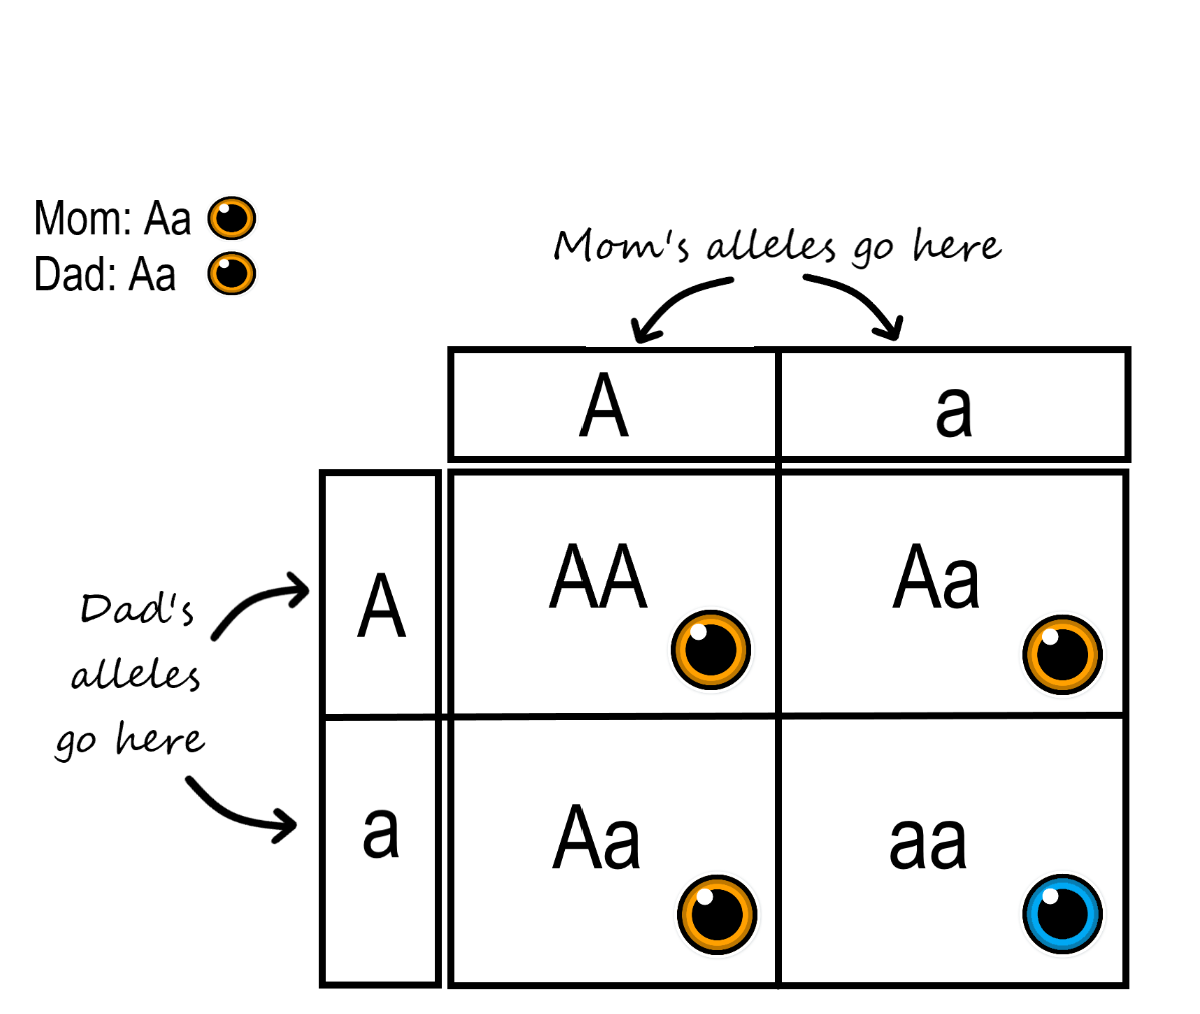 Mom: Aa
Dad: Aa
Mom's alleles go here
A a
A AA Aa
Dad's
alleles
go here
a Aa aa